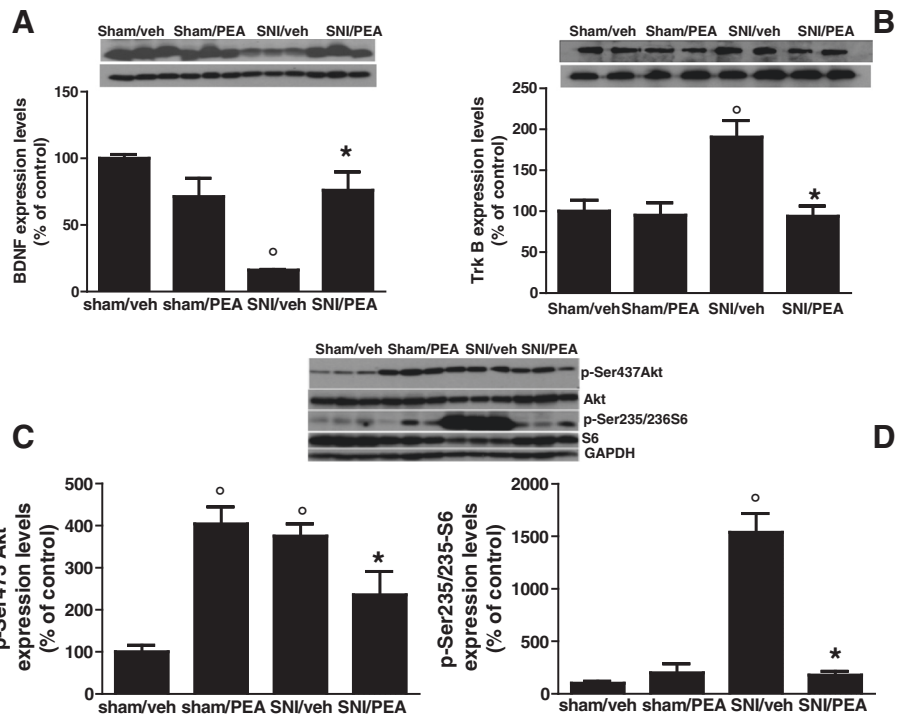 A
Sham/veh Sham/PEA SNI/veh SNI/PEA
BDNF expression levels
(% of control)
150
100
50
0
*
sham/veh sham/PEA SNI/veh SNI/PEA
B
Sham/veh Sham/PEA SNI/veh SNI/PEA
Trk B expression levels
(% of control)
250
200
150
100
50
0
*
Sham/veh Sham/PEA SNI/veh SNI/PEA
Sham/veh Sham/PEA SNI/veh SNI/PEA
p-Ser437Akt
Akt
p-Ser235/236S6
S6
GAPDH
C
p-Ser473 Akt
expression levels
(% of control)
500
400
300
200
100
0
*
sham/veh sham/PEA SNI/veh SNI/PEA
D
p-Ser235/235-S6
expression levels
(% of control)
2000
1500
1000
500
0
*
sham/veh sham/PEA SNI/veh SNI/PEA